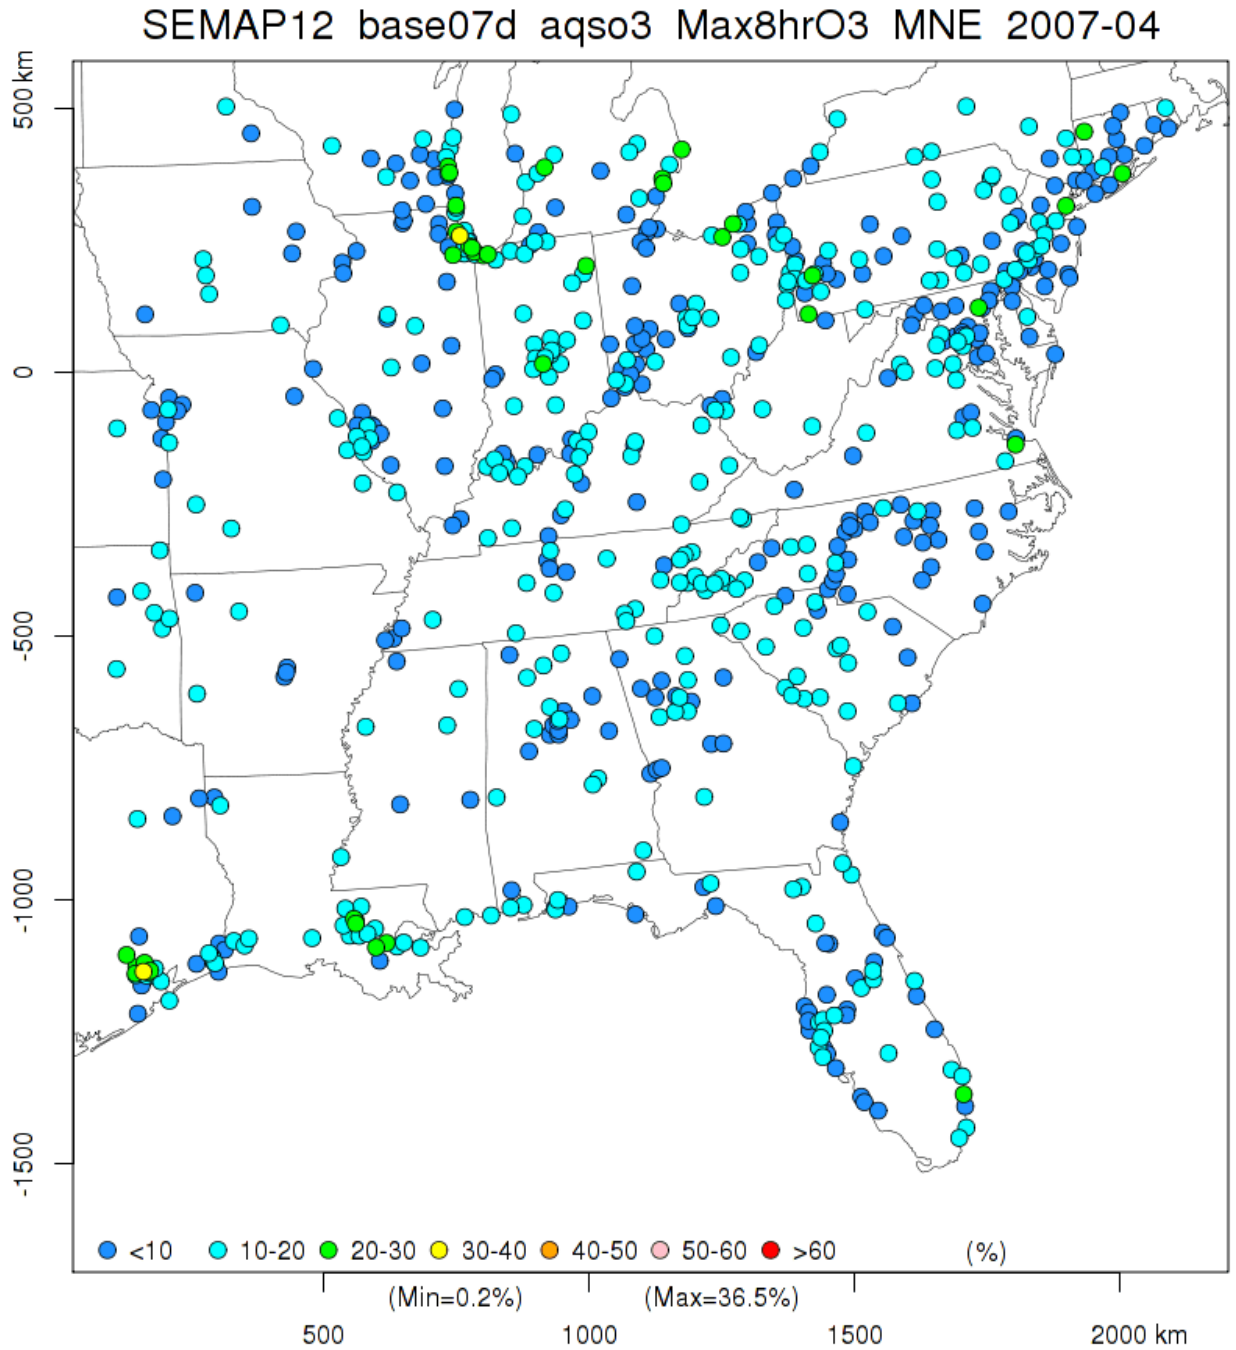 SEMAP12 base07d aqso3 Max8hrO3 MNE 2007-04
500 km
0
-500
-1000
-1500
<10 10-20 20-30 30-40 40-50 50-60 >60 (%)
(Min=0.2%) (Max=36.5%)
500 1000 1500 2000 km